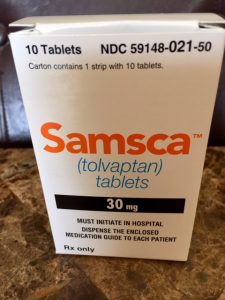 10 Tablets NDC 59148-021-50
Carton contains 1 strip with 10 tablets.
Samsca™
(tolvaptan)
tablets
30 mg
MUST INITIATE IN HOSPITAL
DISPENSE THE ENCLOSED
MEDICATION GUIDE TO EACH PATIENT
Rx only